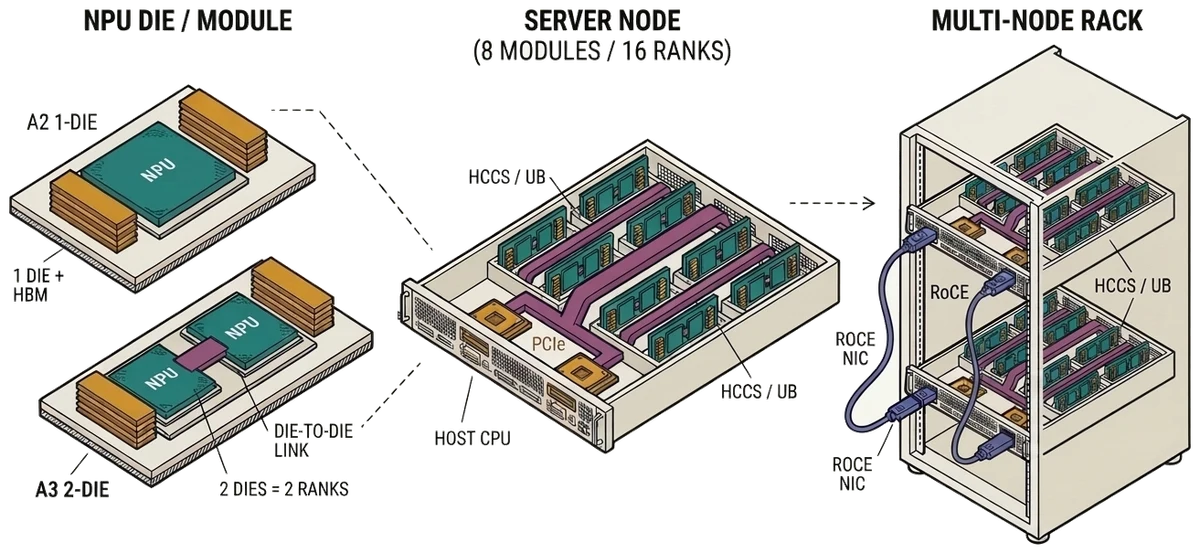 NPU DIE / MODULE
A2 1-DIE
NPU
1 DIE +
HBM
NPU
NPU
DIE-TO-DIE
LINK
A3 2-DIE
2 DIES = 2 RANKS
SERVER NODE
(8 MODULES / 16 RANKS)
HCCS / UB
PCIe
HCCS / UB
HOST CPU
MULTI-NODE RACK
RoCE
HCCS / UB
ROCE
NIC
ROCE
NIC